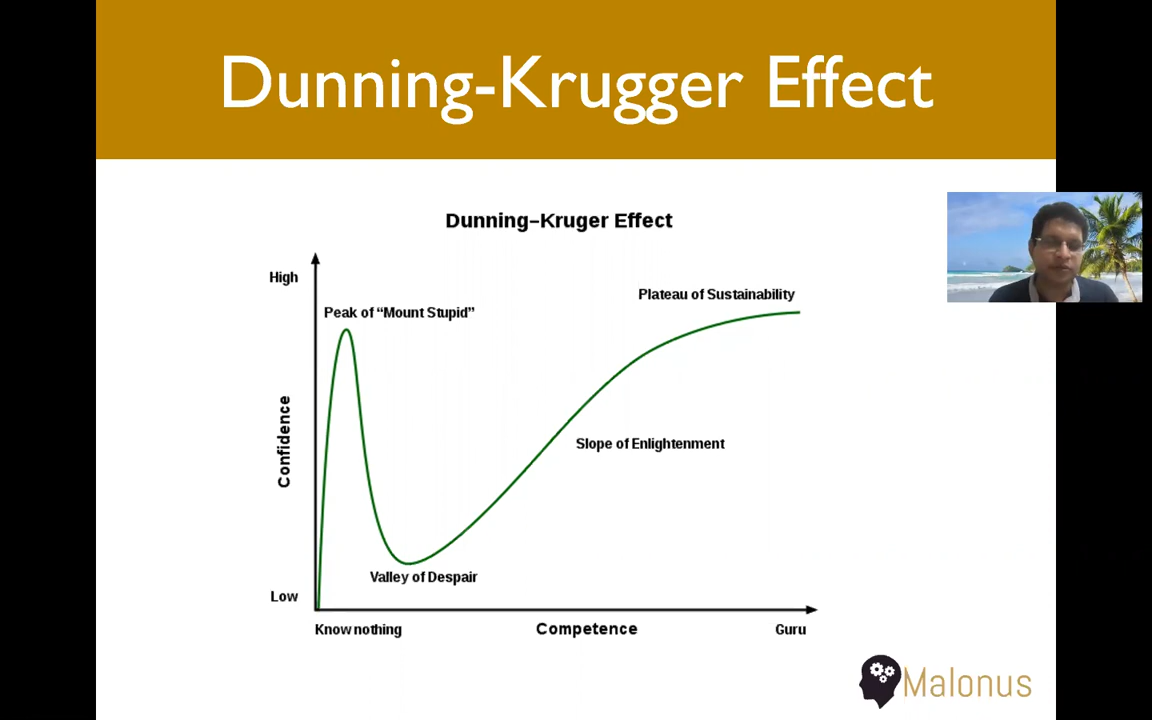 Dunning-Krugger Effect
Dunning–Kruger Effect
High
Plateau of Sustainability
Peak of “Mount Stupid”
Confidence
Slope of Enlightenment
Valley of Despair
Low
Know nothing
Competence
Guru
Malonus